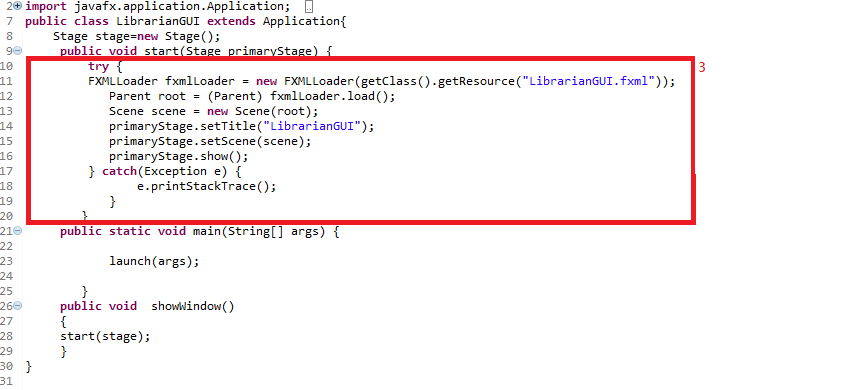 2 import javafx.application.Application;
7 public class LibrarianGUI extends Application{
8 Stage stage=new Stage();
9 public void start(Stage primaryStage) {
10 try {
11 FXMLLoader fxmlLoader = new FXMLLoader(getClass().getResource("LibrarianGUI.fxml"));
3
12 Parent root = (Parent) fxmlLoader.load();
13 Scene scene = new Scene(root);
14 primaryStage.setTitle("LibrarianGUI");
15 primaryStage.setScene(scene);
16 primaryStage.show();
17 } catch(Exception e) {
18 e.printStackTrace();
19 }
20 }
21 public static void main(String[] args) {
22
23 launch(args);
24
25 }
26 public void showWindow()
27 {
28 start(stage);
29 }
30 }
31